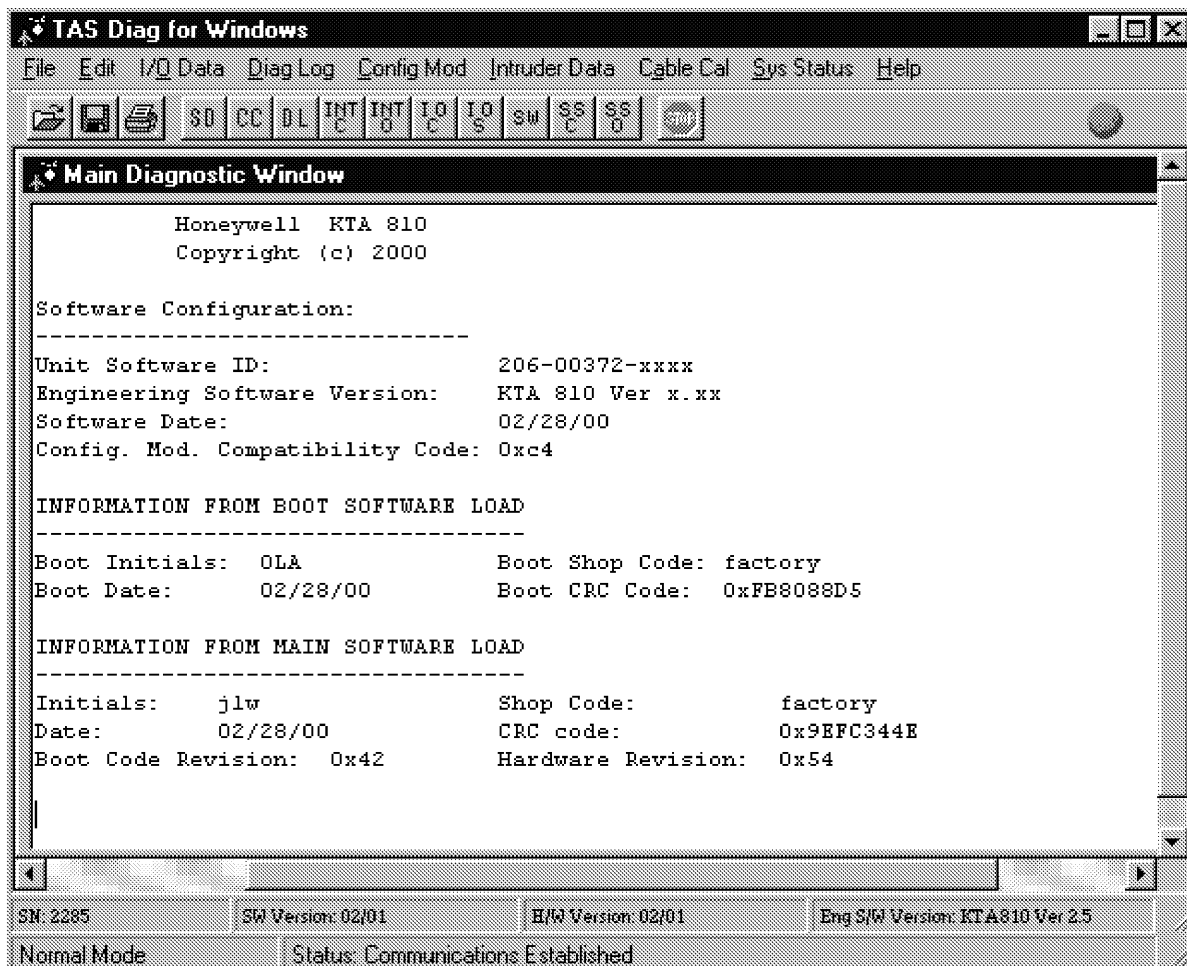 TAS Diag for Windows
File Edit I/O Data Diag Log Config Mod Intruder Data Cable Cal Sys Status Help
SD CC DL INT C INT O I O C I O S SW SS C SS O
Main Diagnostic Window
Honeywell KTA 810
Copyright (c) 2000
Software Configuration:
-------------------------------
Unit Software ID: 206-00372-xxxx
Engineering Software Version: KTA 810 Ver x.xx
Software Date: 02/28/00
Config. Mod. Compatibility Code: 0xc4
INFORMATION FROM BOOT SOFTWARE LOAD
-----------------------------------
Boot Initials: OLA Boot Shop Code: factory
Boot Date: 02/28/00 Boot CRC Code: 0xFB8088D5
INFORMATION FROM MAIN SOFTWARE LOAD
-----------------------------------
Initials: jlw Shop Code: factory
Date: 02/28/00 CRC code: 0x9EFC344E
Boot Code Revision: 0x42 Hardware Revision: 0x54
SN: 2285 SW Version: 02/01 H/W Version: 02/01 Eng S/W Version: KTA810 Ver 2.5
Normal Mode Status: Communications Established